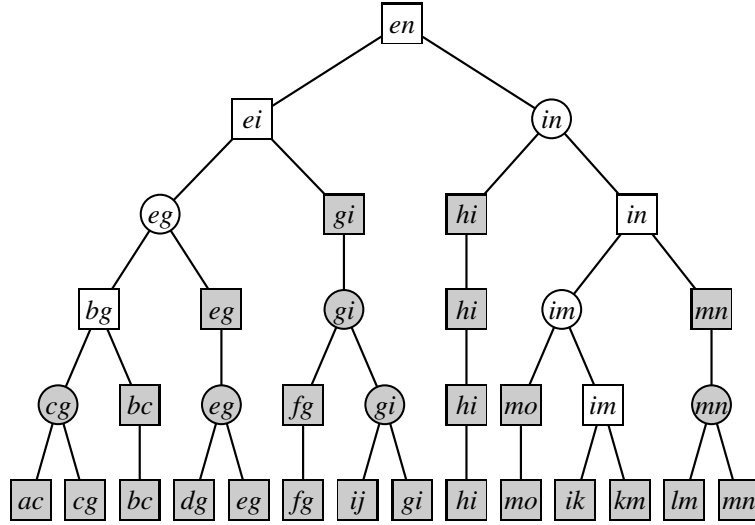 en
ei in
eg gi hi in
bg eg gi hi im mn
cg bc eg fg gi hi mo im mn
ac cg bc dg eg fg ij gi hi mo ik km lm mn